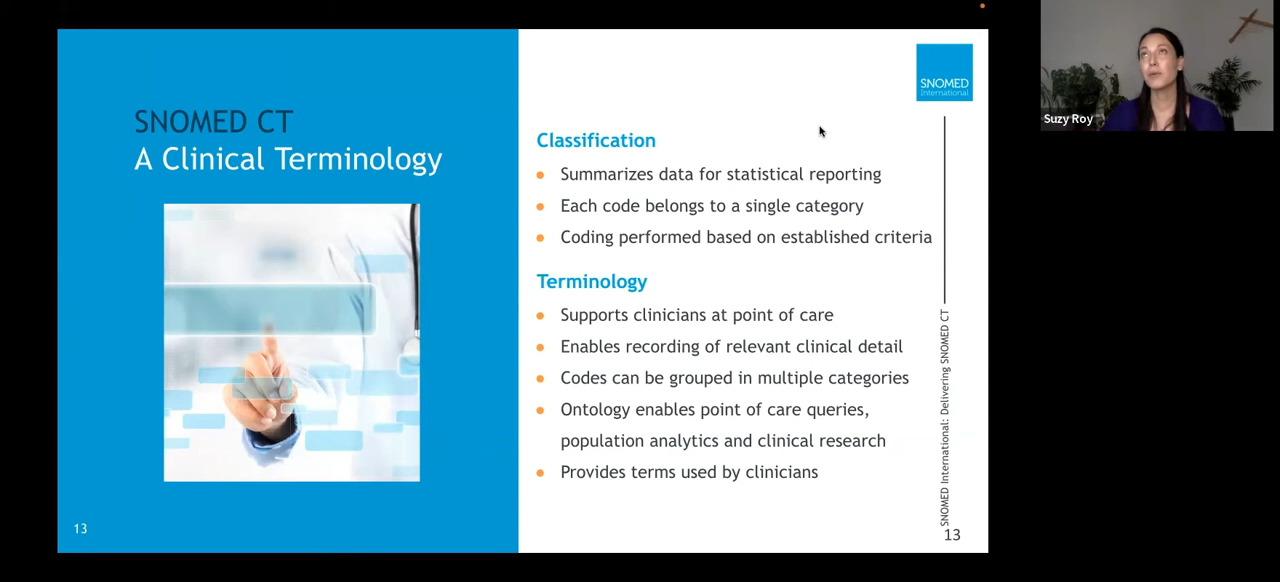 SNOMED CT
A Clinical Terminology
13
SNOMED
International
Classification
Summarizes data for statistical reporting
Each code belongs to a single category
Coding performed based on established criteria
Terminology
Supports clinicians at point of care
Enables recording of relevant clinical detail
Codes can be grouped in multiple categories
Ontology enables point of care queries,
population analytics and clinical research
Provides terms used by clinicians
SNOMED International: Delivering SNOMED CT
13
Suzy Roy